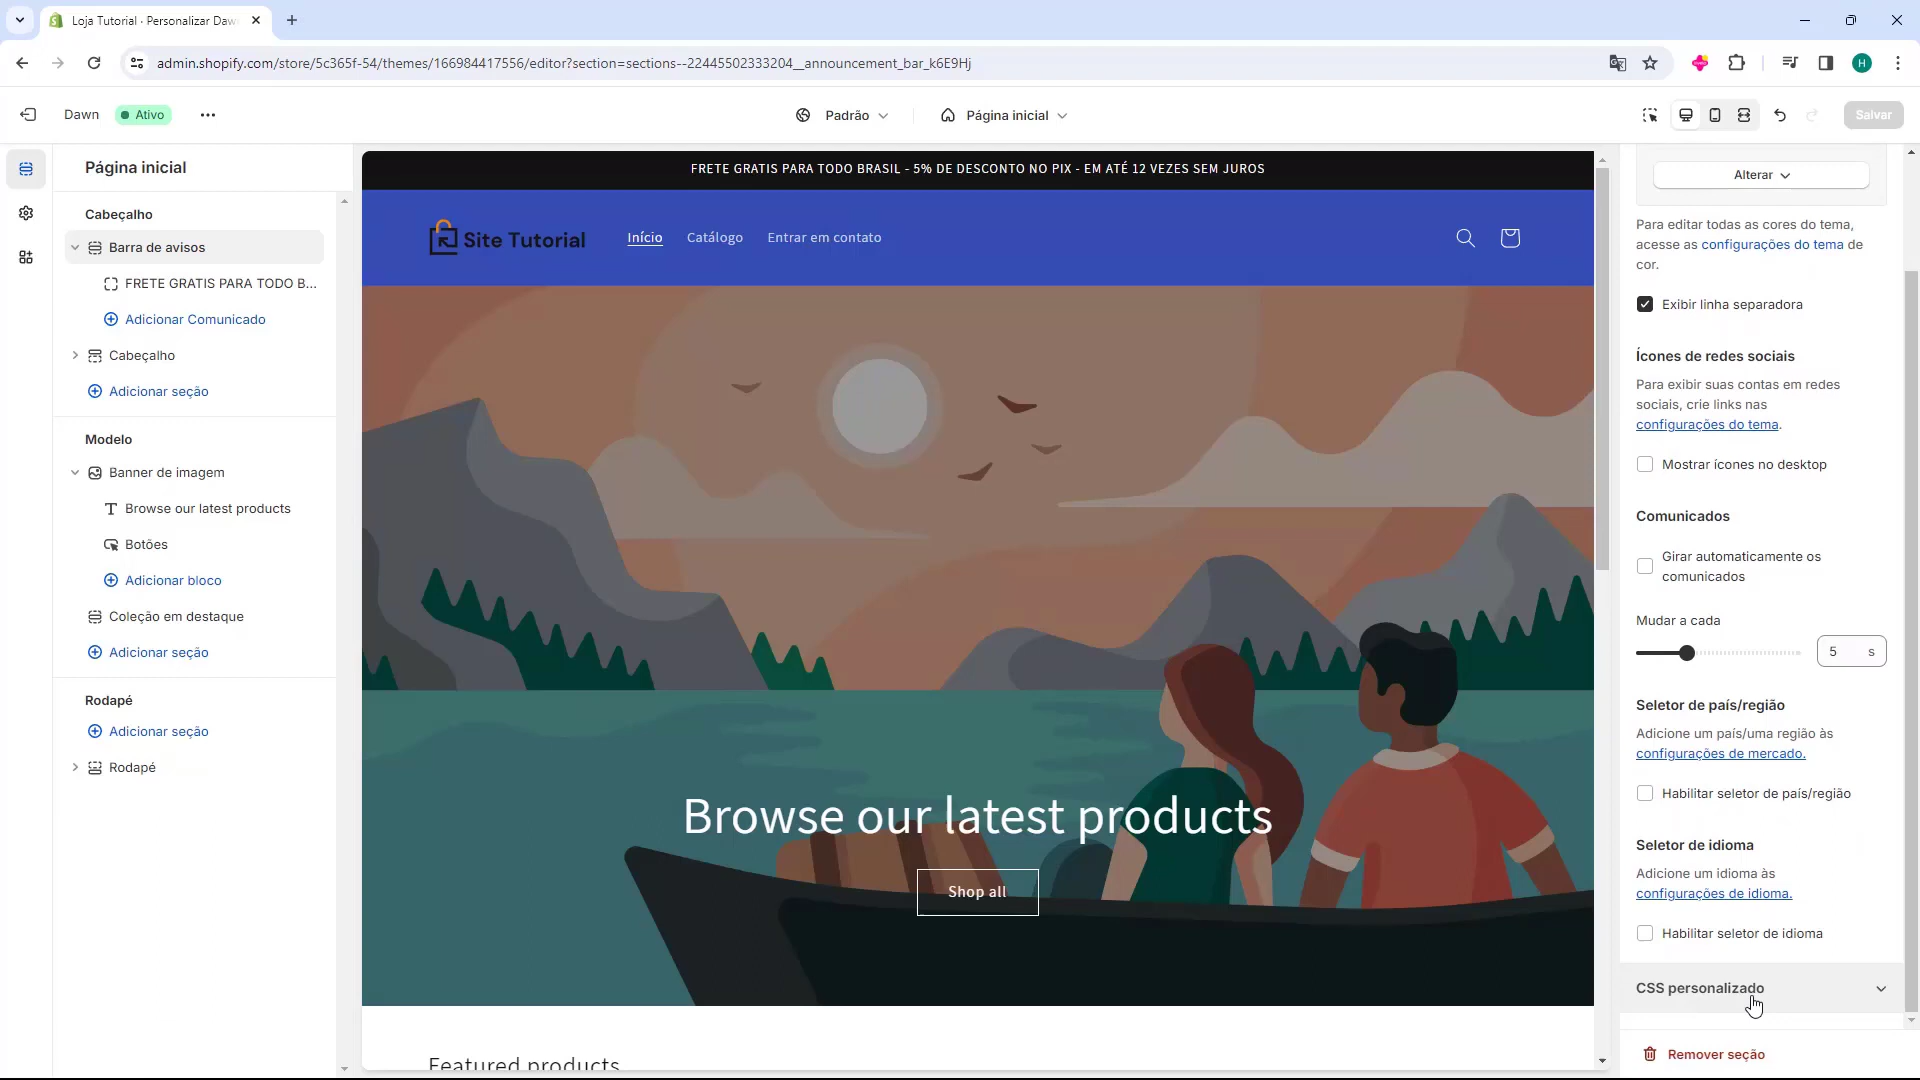 Loja Tutorial · Personalizar Daw
admin.shopify.com/store/5c365f-54/themes/166984417556/editor?section=sections--22445502333204__announcement_bar_k6E9Hj
H
Dawn
Ativo
Padrão
Página inicial
Salvar
Página inicial
Cabeçalho
Barra de avisos
FRETE GRATIS PARA TODO B...
Adicionar Comunicado
Cabeçalho
Adicionar seção
Modelo
Banner de imagem
Browse our latest products
Botões
Adicionar bloco
Coleção em destaque
Adicionar seção
Rodapé
Adicionar seção
Rodapé
FRETE GRATIS PARA TODO BRASIL - 5% DE DESCONTO NO PIX - EM ATÉ 12 VEZES SEM JUROS
Site Tutorial
Início
Catálogo
Entrar em contato
Browse our latest products
Shop all
Featured products
Alterar
Para editar todas as cores do tema,
acesse as configurações do tema de
cor.
Exibir linha separadora
Ícones de redes sociais
Para exibir suas contas em redes
sociais, crie links nas
configurações do tema.
Mostrar ícones no desktop
Comunicados
Girar automaticamente os
comunicados
Mudar a cada
5 s
Seletor de país/região
Adicione um país/uma região às
configurações de mercado.
Habilitar seletor de país/região
Seletor de idioma
Adicione um idioma às
configurações de idioma.
Habilitar seletor de idioma
CSS personalizado
Remover seção